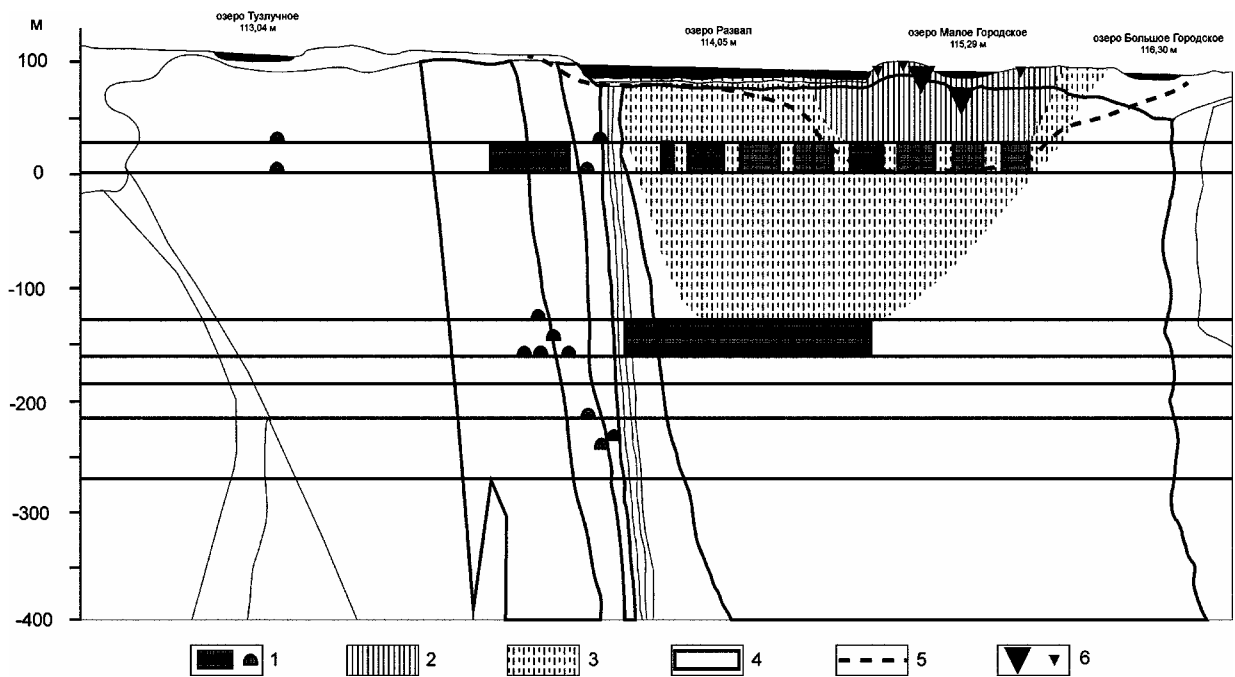 озеро Тузлучное
113,04 м
озеро Развал
114,05 м
озеро Малое Городское
115,29 м
озеро Большое Городское
116,30 м
М
100
0
-100
-200
-300
-400
1
2
3
4
5
6